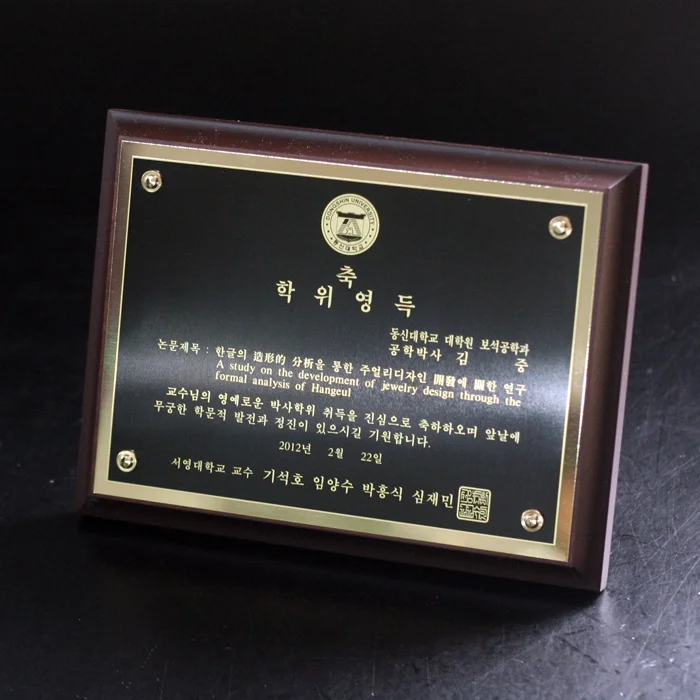 DONGSHIN UNIVERSITY
동신대학교
축
학위영득
동신대학교 대학원 보석공학과
공학박사 김 중
논문제목 : 한글의 造形的 分析을 통한 주얼리디자인 開發에 關한 연구
A study on the development of jewelry design through the
formal analysis of Hangeul
교수님의 영예로운 박사학위 취득을 진심으로 축하하오며 앞날에
무궁한 학문적 발전과 정진이 있으시길 기원합니다.
2012년 2월 22일
서영대학교 교수 기석호 임양수 박흥식 심재민